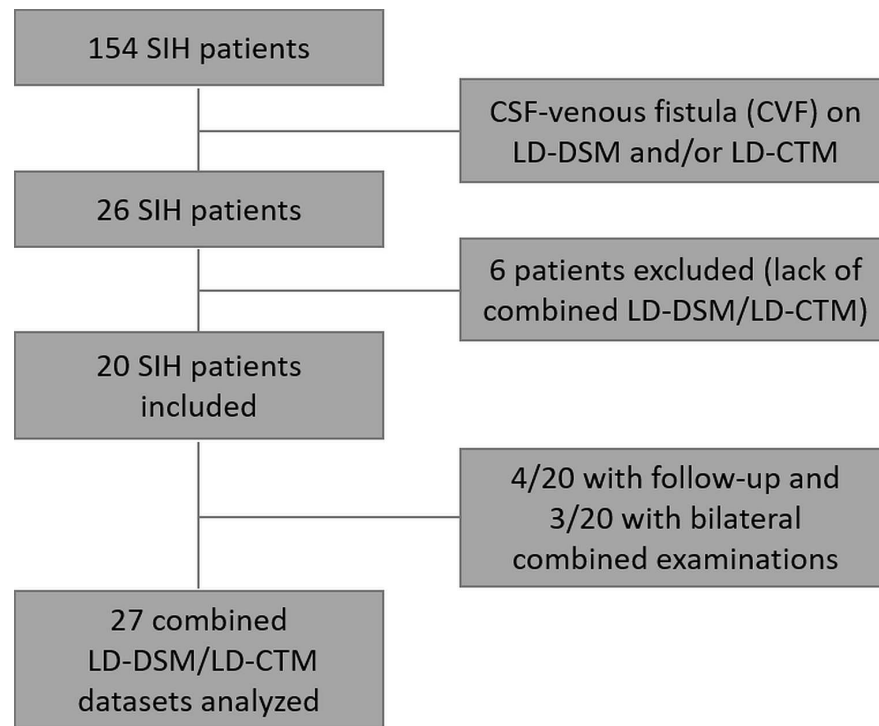 154 SIH patients
CSF-venous fistula (CVF) on
LD-DSM and/or LD-CTM
26 SIH patients
6 patients excluded (lack of
combined LD-DSM/LD-CTM)
20 SIH patients
included
4/20 with follow-up and
3/20 with bilateral
combined examinations
27 combined
LD-DSM/LD-CTM
datasets analyzed